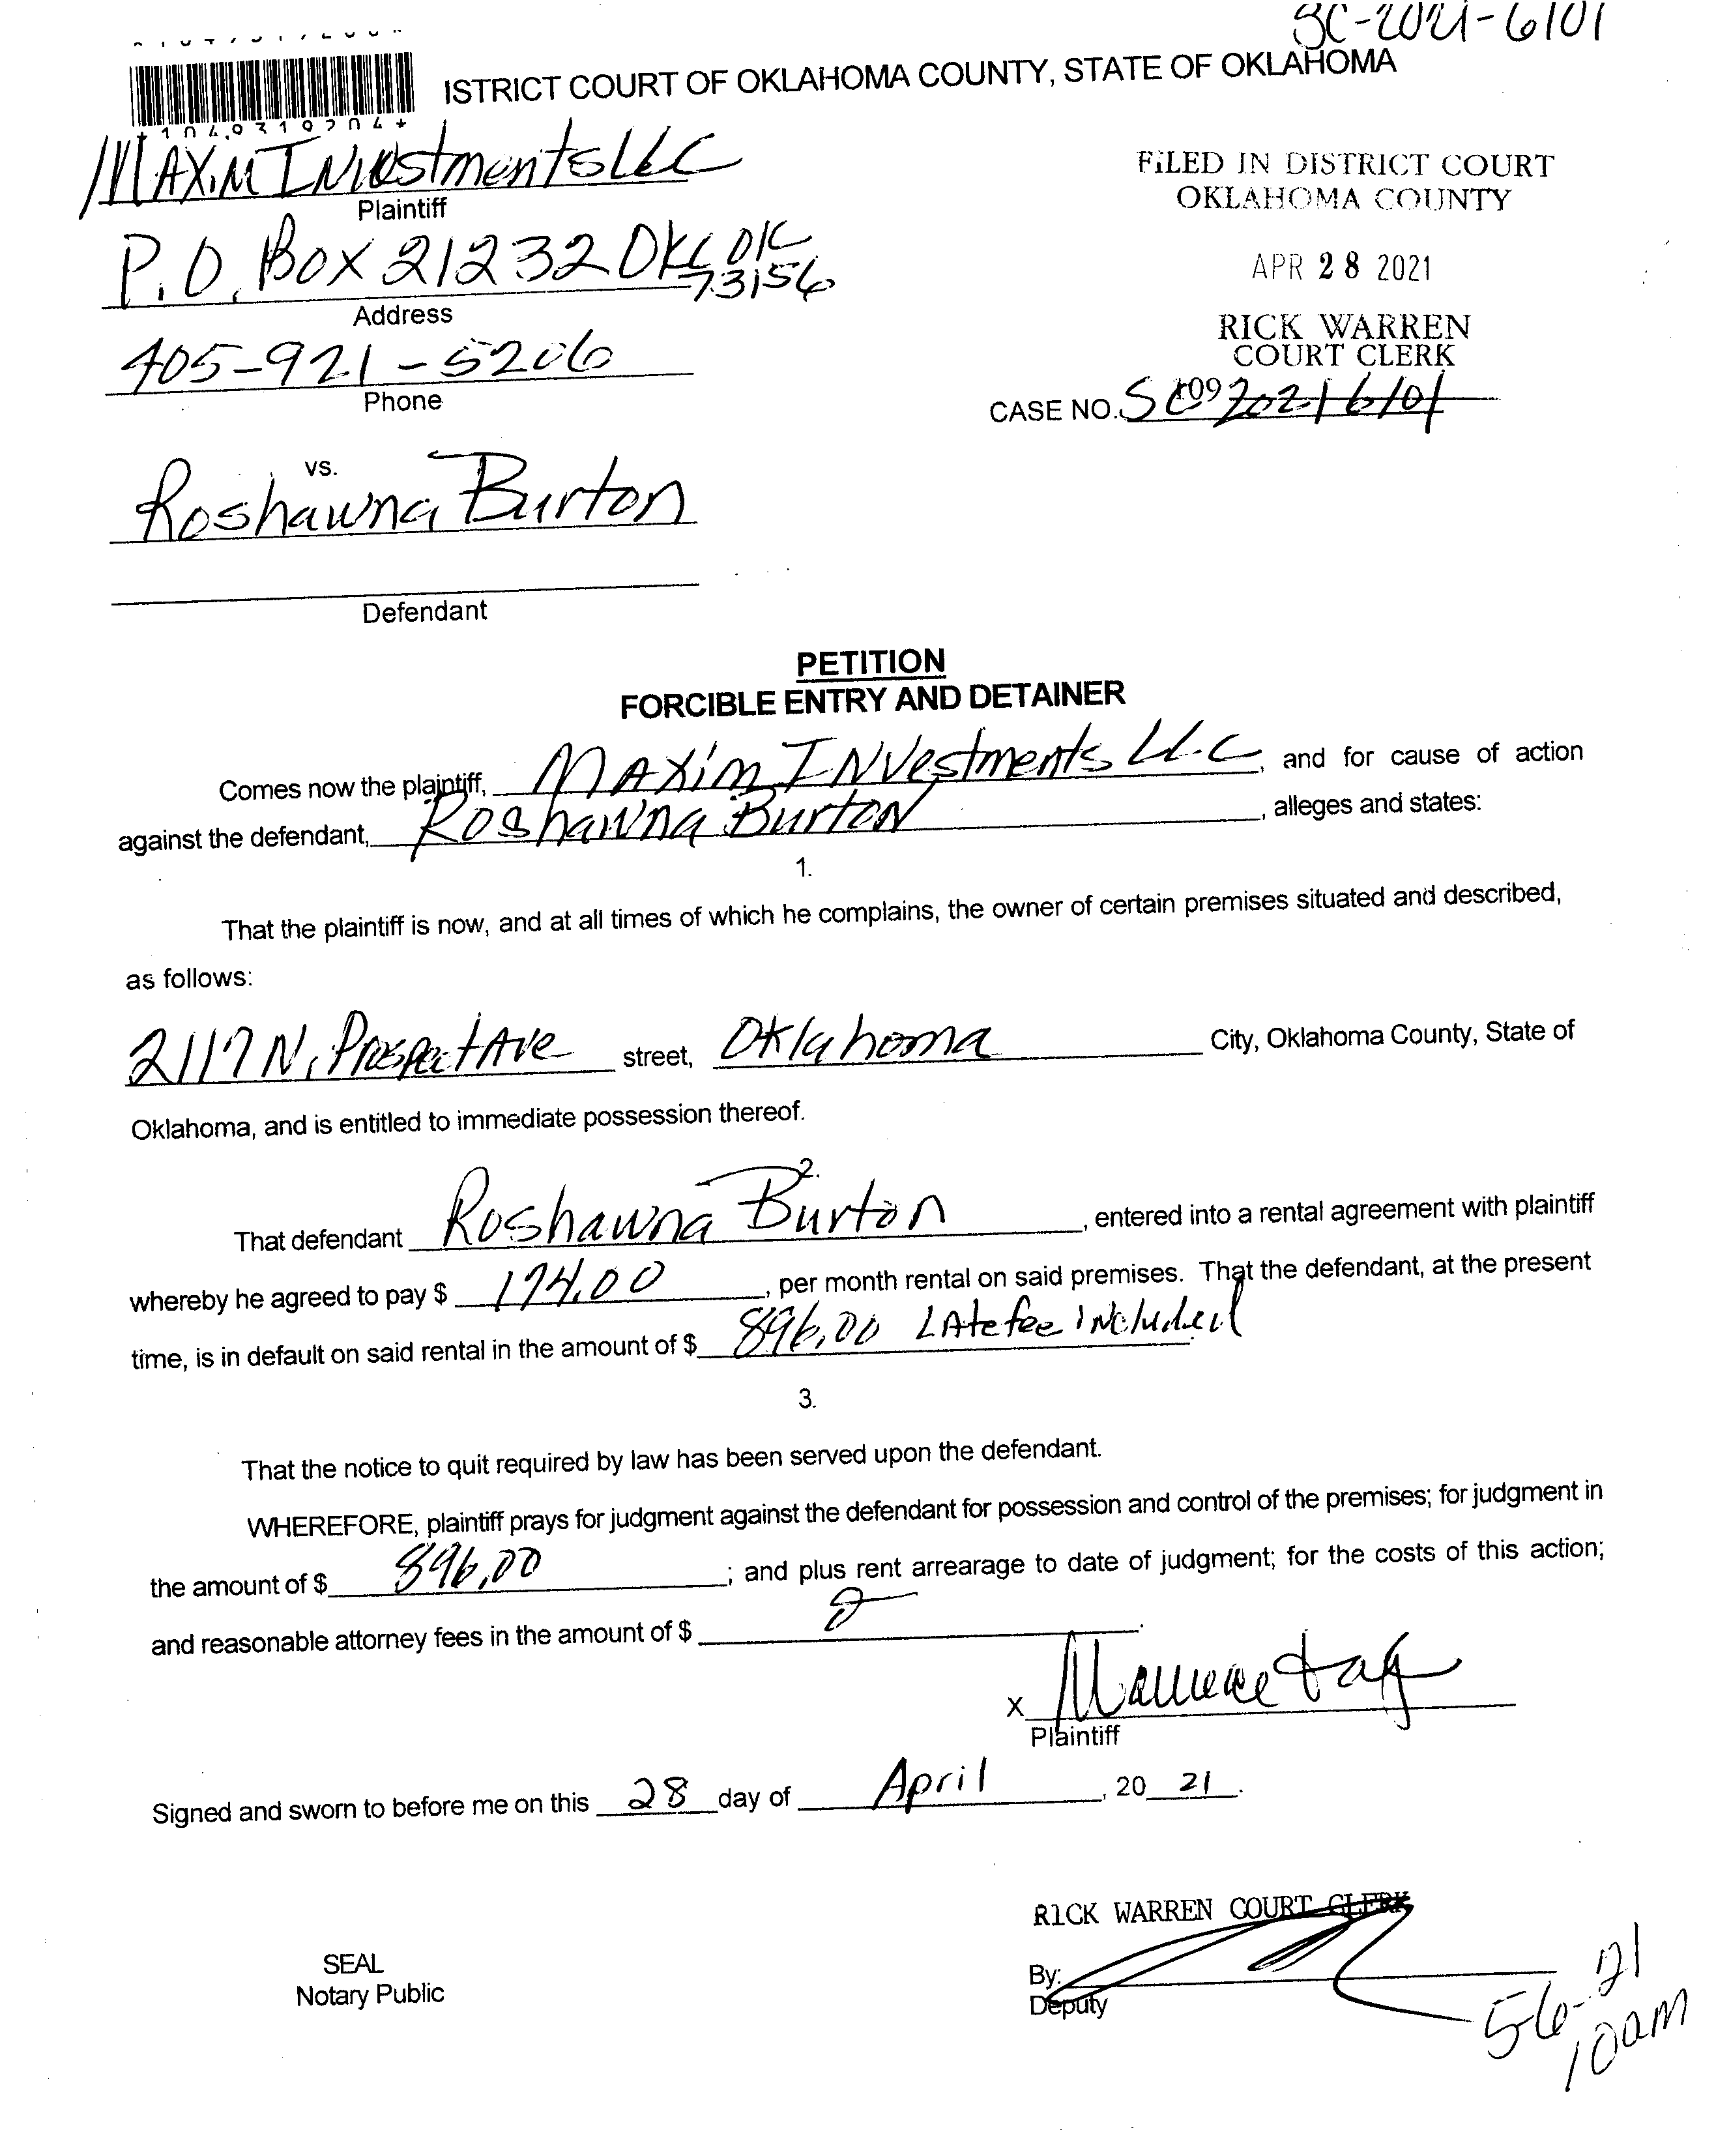 SC-2021-6101
ISTRICT COURT OF OKLAHOMA COUNTY, STATE OF OKLAHOMA
MAXIM INVestments LLC
Plaintiff
FILED IN DISTRICT COURT
OKLAHOMA COUNTY
P.O. Box 21232 OKC OK
73156
Address
APR 28 2021
405-921-5206
Phone
RICK WARREN
COURT CLERK
109
CASE NO. SC 2021 6101
vs.
Roshawna Burton
Defendant
PETITION
FORCIBLE ENTRY AND DETAINER
Comes now the plaintiff, MAXim INVestments LLC, and for cause of action
against the defendant, Roshawna Burton, alleges and states:
1.
That the plaintiff is now, and at all times of which he complains, the owner of certain premises situated and described,
as follows:
2117 N. Prospect Ave street, Oklahoma City, Oklahoma County, State of
Oklahoma, and is entitled to immediate possession thereof.
2.
That defendant Roshawna Burton, entered into a rental agreement with plaintiff
whereby he agreed to pay $ 174.00, per month rental on said premises. That the defendant, at the present
time, is in default on said rental in the amount of $ 896.00 LAte fee INcluded
3.
That the notice to quit required by law has been served upon the defendant.
WHEREFORE, plaintiff prays for judgment against the defendant for possession and control of the premises; for judgment in
the amount of $ 896.00; and plus rent arrearage to date of judgment; for the costs of this action;
and reasonable attorney fees in the amount of $
X
Plaintiff
Signed and sworn to before me on this 28 day of April, 20 21.
RICK WARREN COURT CLERK
SEAL
Notary Public
By:
Deputy
5-6-21
10am